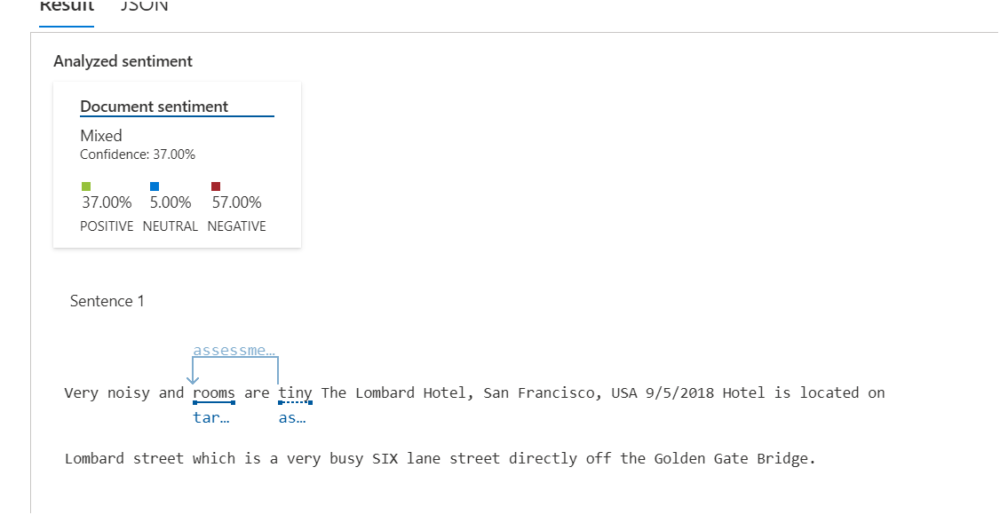 Result JSON
Analyzed sentiment
Document sentiment
Mixed
Confidence: 37.00%
37.00% 5.00% 57.00%
POSITIVE NEUTRAL NEGATIVE
Sentence 1
assessme...
Very noisy and rooms are tiny The Lombard Hotel, San Francisco, USA 9/5/2018 Hotel is located on
tar... as...
Lombard street which is a very busy SIX lane street directly off the Golden Gate Bridge.